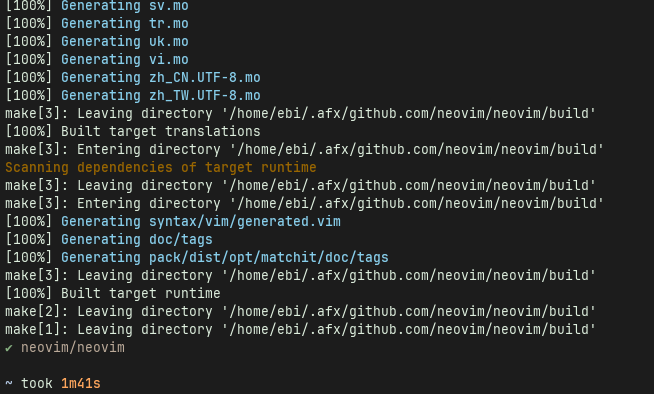 [100%] Generating sv.mo
[100%] Generating tr.mo
[100%] Generating uk.mo
[100%] Generating vi.mo
[100%] Generating zh_CN.UTF-8.mo
[100%] Generating zh_TW.UTF-8.mo
make[3]: Leaving directory '/home/ebi/.afx/github.com/neovim/neovim/build'
[100%] Built target translations
make[3]: Entering directory '/home/ebi/.afx/github.com/neovim/neovim/build'
Scanning dependencies of target runtime
make[3]: Leaving directory '/home/ebi/.afx/github.com/neovim/neovim/build'
make[3]: Entering directory '/home/ebi/.afx/github.com/neovim/neovim/build'
[100%] Generating syntax/vim/generated.vim
[100%] Generating doc/tags
[100%] Generating pack/dist/opt/matchit/doc/tags
make[3]: Leaving directory '/home/ebi/.afx/github.com/neovim/neovim/build'
[100%] Built target runtime
make[2]: Leaving directory '/home/ebi/.afx/github.com/neovim/neovim/build'
make[1]: Leaving directory '/home/ebi/.afx/github.com/neovim/neovim/build'
✔ neovim/neovim
~ took 1m41s